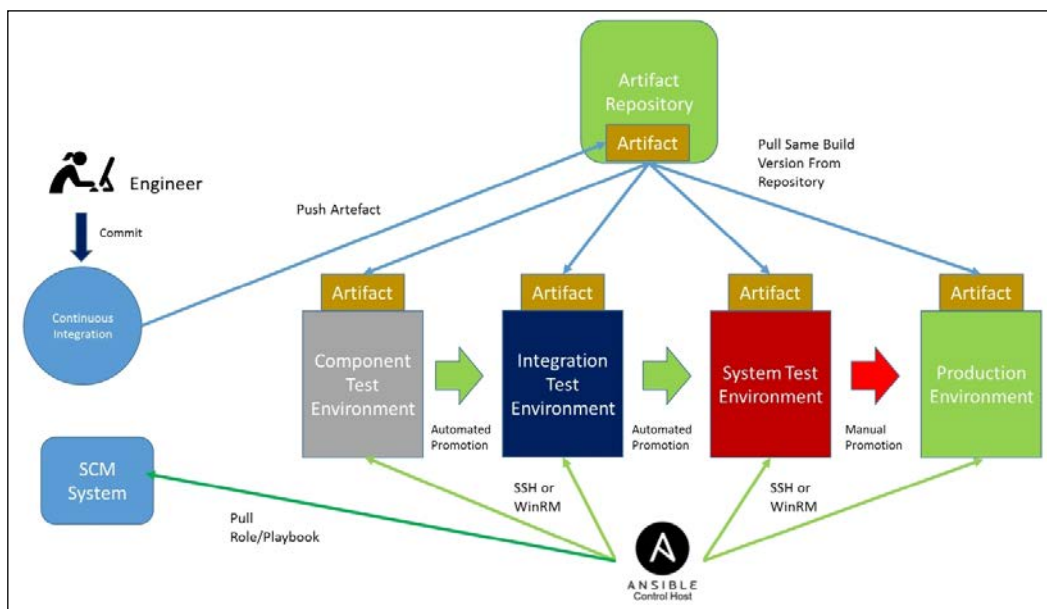 Artifact
Repository
Artifact
Pull Same Build
Version From
Repository
Engineer
Push Artefact
Commit
Continuous
Integration
Artifact
Artifact
Artifact
Artifact
Component
Test
Environment
Integration
Test
Environment
System Test
Environment
Production
Environment
Automated
Promotion
Automated
Promotion
Manual
Promotion
SCM
System
SSH or
WinRM
SSH or
WinRM
Pull
Role/Playbook
ANSIBLE
Control Host